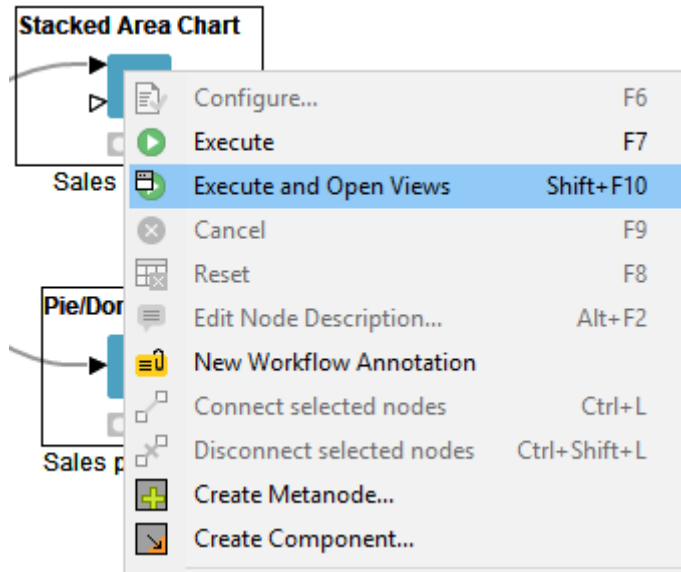 Stacked Area Chart
Configure... F6
Execute F7
Sales
Execute and Open Views Shift+F10
Cancel F9
Reset F8
Pie/Don
Edit Node Description... Alt+F2
New Workflow Annotation
Connect selected nodes Ctrl+L
Sales p
Disconnect selected nodes Ctrl+Shift+L
Create Metanode...
Create Component...